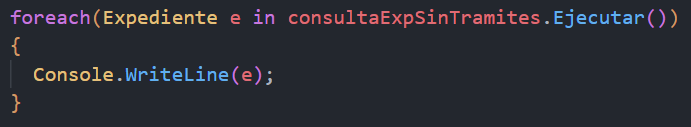 foreach(Expediente e in consultaExpSinTramites.Ejecutar())
{
  Console.WriteLine(e);
}